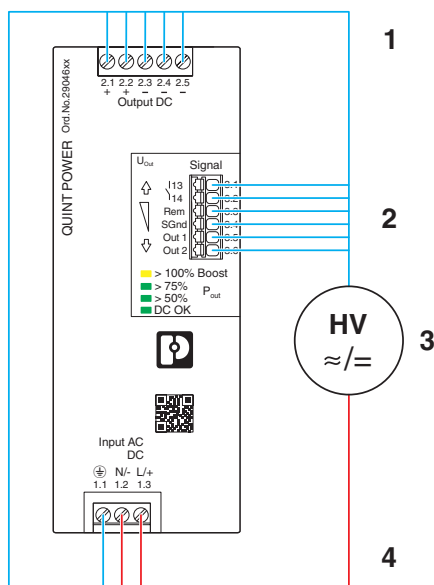 1
2.1 2.2 2.3 2.4 2.5
+ + – – –
Output DC
Ord.No.29046xx
QUINT POWER
UOut
Signal
13
14
Rem
SGnd
Out 1
Out 2
2
> 100% Boost
> 75%
> 50%
DC OK
Pout
HV
≈/=
3
Input AC
DC
N/- L/+
1.1 1.2 1.3
4